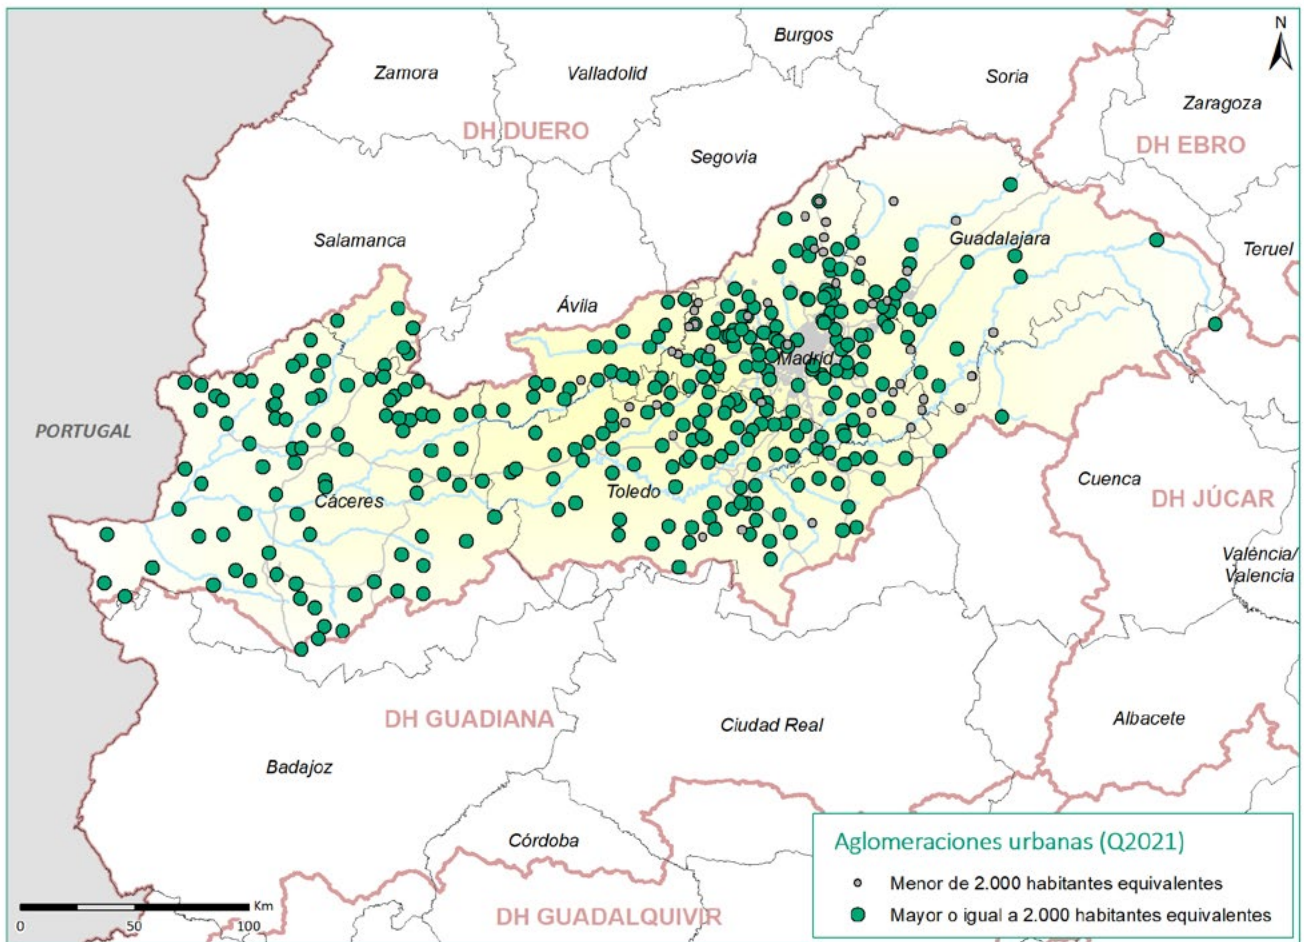 N
Burgos
Zamora
Valladolid
Soria
Zaragoza
DH DUERO
DH EBRO
Segovia
Salamanca
Guadalajara
Teruel
Ávila
Madrid
PORTUGAL
Cuenca
Toledo
Cáceres
DH JÚCAR
València/
Valencia
DH GUADIANA
Ciudad Real
Albacete
Badajoz
Córdoba
Aglomeraciones urbanas (Q2021)
Menor de 2.000 habitantes equivalentes
Mayor o igual a 2.000 habitantes equivalentes
Km
0 50 100
DH GUADALQUIVIR